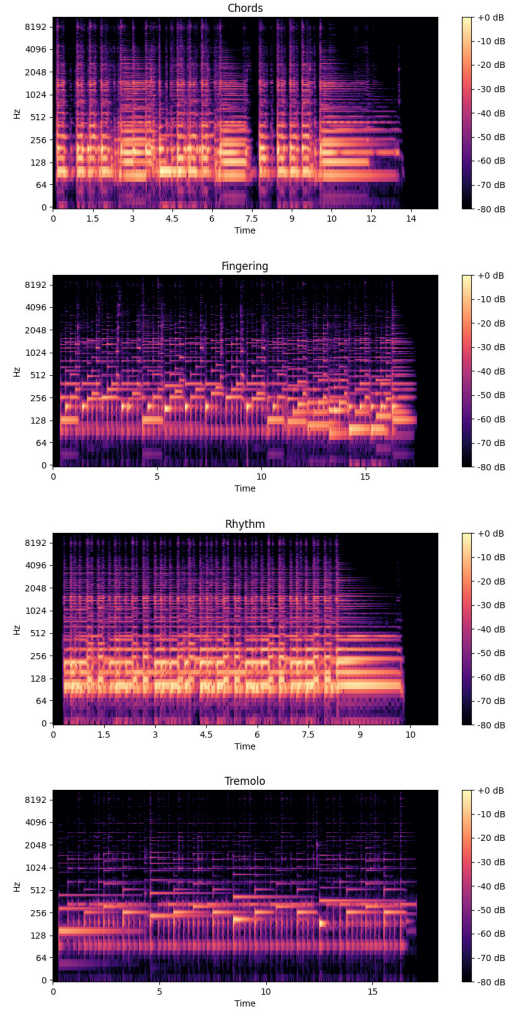 Chords
8192
4096
2048
1024
512
256
128
64
0
Hz
0 1.5 3 4.5 6 7.5 9 10 12 14
Time
+0 dB
-10 dB
-20 dB
-30 dB
-40 dB
-50 dB
-60 dB
-70 dB
-80 dB
Fingering
8192
4096
2048
1024
512
256
128
64
0
Hz
0 5 10 15
Time
+0 dB
-10 dB
-20 dB
-30 dB
-40 dB
-50 dB
-60 dB
-70 dB
-80 dB
Rhythm
8192
4096
2048
1024
512
256
128
64
0
Hz
0 1.5 3 4.5 6 7.5 9 10
Time
+0 dB
-10 dB
-20 dB
-30 dB
-40 dB
-50 dB
-60 dB
-70 dB
-80 dB
Tremolo
8192
4096
2048
1024
512
256
128
64
0
Hz
0 5 10 15
Time
+0 dB
-10 dB
-20 dB
-30 dB
-40 dB
-50 dB
-60 dB
-70 dB
-80 dB